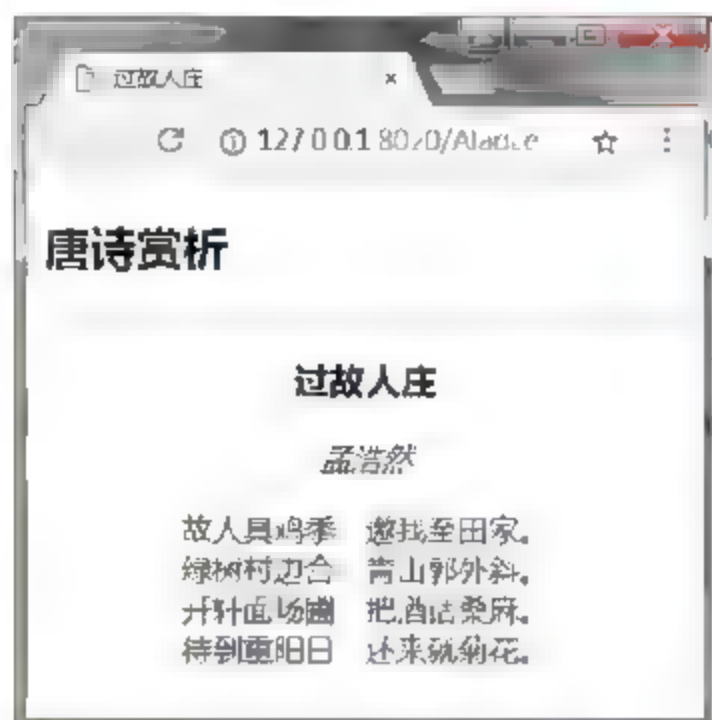 过故人庄
127.0.0.1:8020/
唐诗赏析
过故人庄
孟浩然
故人具鸡黍 邀我至田家。
绿树村边合 青山郭外斜。
开轩面场圃 把酒话桑麻。
待到重阳日 还来就菊花。